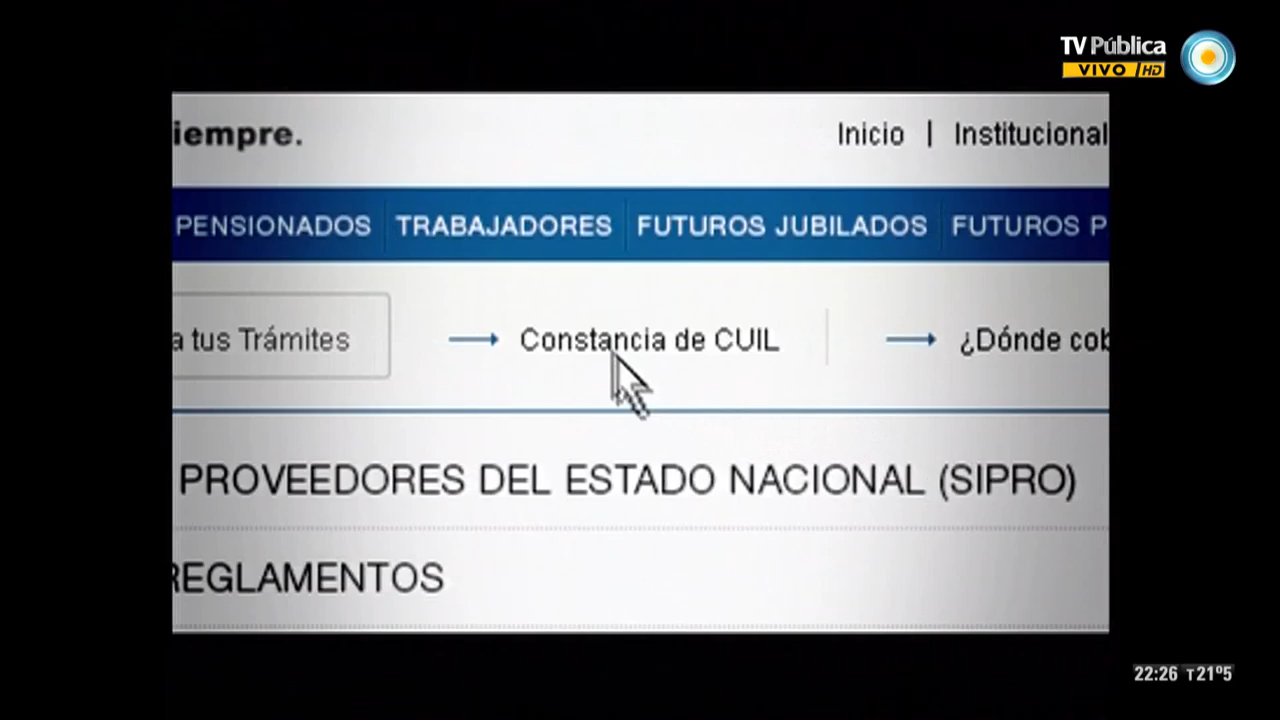 TV Pública
VIVO HD
iempre.
Inicio | Institucional
PENSIONADOS TRABAJADORES FUTUROS JUBILADOS FUTUROS P
a tus Trámites → Constancia de CUIL → ¿Dónde cob
PROVEEDORES DEL ESTADO NACIONAL (SIPRO)
REGLAMENTOS
22:26 T21º5